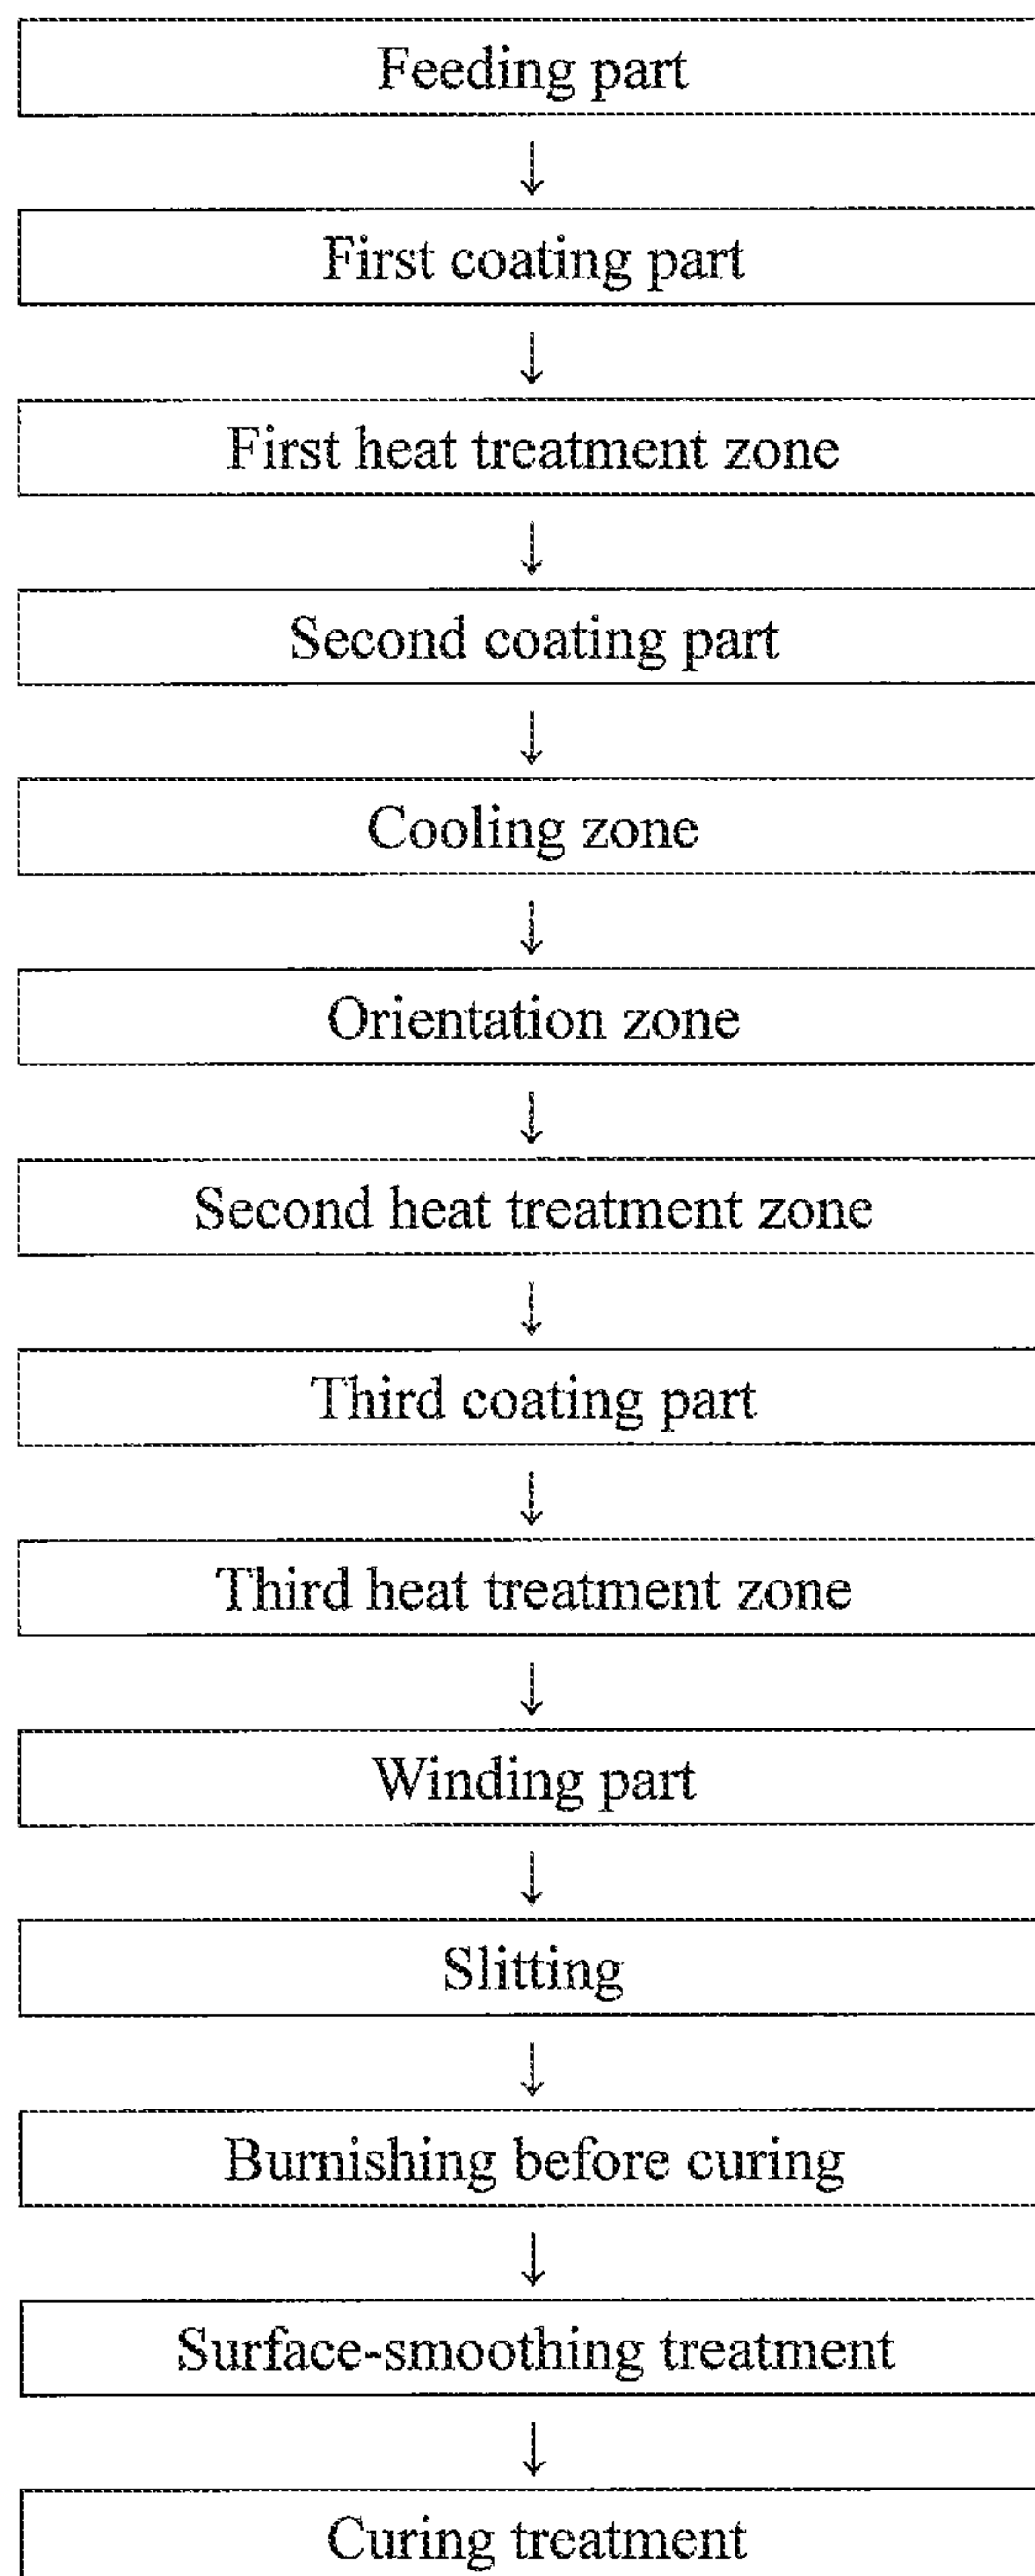 Feeding part
↓
First coating part
↓
First heat treatment zone
↓
Second coating part
↓
Cooling zone
↓
Orientation zone
↓
Second heat treatment zone
↓
Third coating part
↓
Third heat treatment zone
↓
Winding part
↓
Slitting
↓
Burnishing before curing
↓
Surface-smoothing treatment
↓
Curing treatment